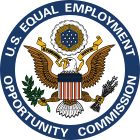 U.S. EQUAL EMPLOYMENT
OPPORTUNITY COMMISSION